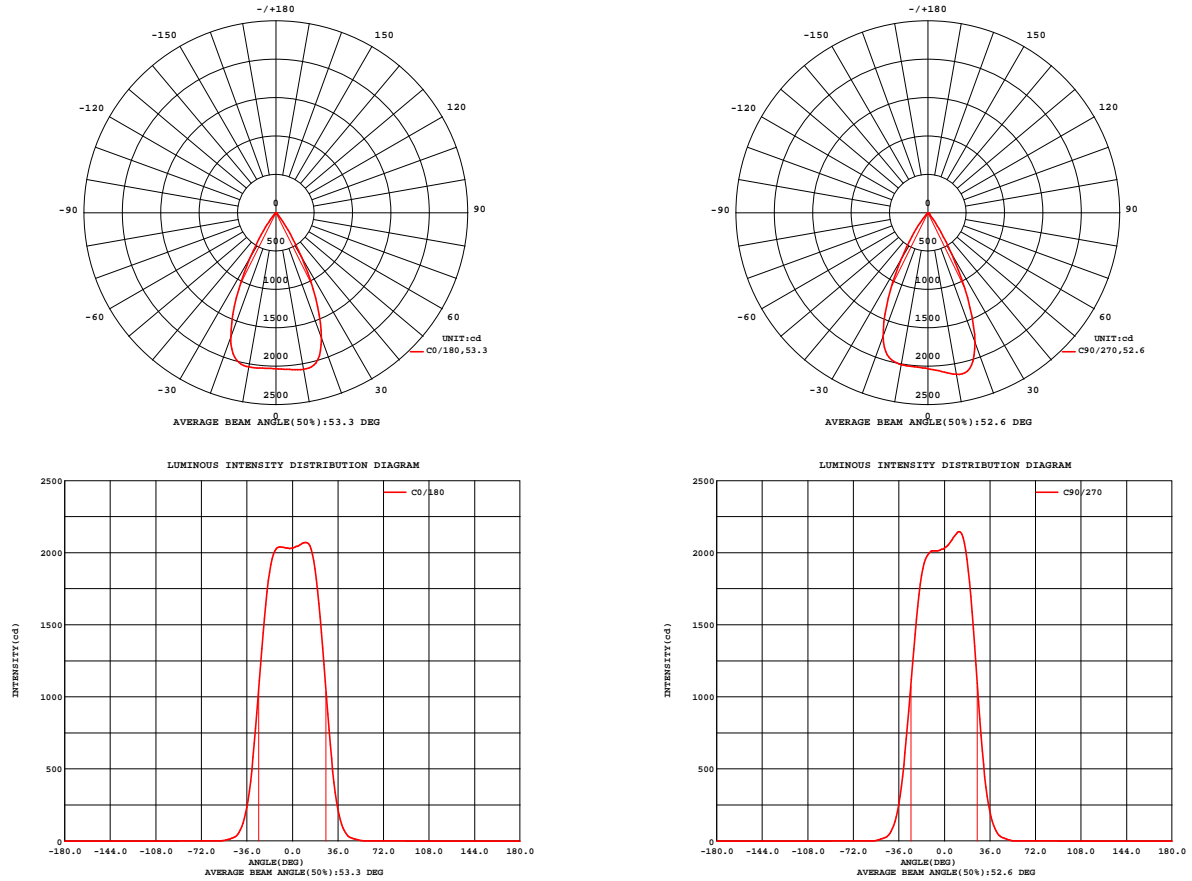 -/+180
-150
150
-120
120
-90
90
0
500
1000
-60
60
1500
UNIT:cd
C0/180,53.3
2000
-30
30
2500
0
AVERAGE BEAM ANGLE(50%):53.3 DEG
-/+180
-150
150
-120
120
-90
90
0
500
1000
-60
60
1500
UNIT:cd
C90/270,52.6
2000
-30
30
2500
0
AVERAGE BEAM ANGLE(50%):52.6 DEG
LUMINOUS INTENSITY DISTRIBUTION DIAGRAM
2500
C0/180
2000
1500
INTENSITY(cd)
1000
500
0
-180.0 -144.0 -108.0 -72.0 -36.0 0.0 36.0 72.0 108.0 144.0 180.0
ANGLE(DEG)
AVERAGE BEAM ANGLE(50%):53.3 DEG
LUMINOUS INTENSITY DISTRIBUTION DIAGRAM
2500
C90/270
2000
1500
INTENSITY(cd)
1000
500
0
-180.0 -144.0 -108.0 -72.0 -36.0 0.0 36.0 72.0 108.0 144.0 180.0
ANGLE(DEG)
AVERAGE BEAM ANGLE(50%):52.6 DEG